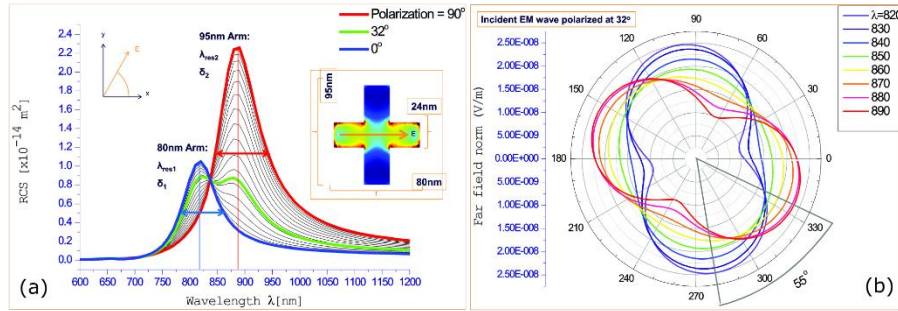 Polarization = 90°
32°
0°
95nm Arm:
λres2
δ2
80nm Arm:
λres1
δ1
y
E
x
95nm
24nm
E
80nm
RCS [x10⁻¹⁴ m²]
2.4
2.2
2.0
1.8
1.6
1.4
1.2
1.0
0.8
0.6
0.4
0.2
0.0
600 650 700 750 800 850 900 950 1000 1050 1100 1150 1200
Wavelength λ[nm]
(a)
Incident EM wave polarized at 32°
Far field norm (V/m)
2.50E-008
2.00E-008
1.50E-008
1.00E-008
5.00E-009
0.00E+000
5.00E-009
1.00E-008
1.50E-008
2.00E-008
2.50E-008
90
120
60
150
30
180
0
210
330
240
300
270
55°
λ=820
830
840
850
860
870
880
890
(b)